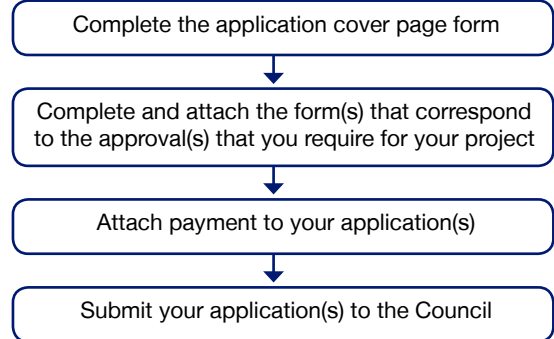 Complete the application cover page form
Complete and attach the form(s) that correspond
to the approval(s) that you require for your project
Attach payment to your application(s)
Submit your application(s) to the Council